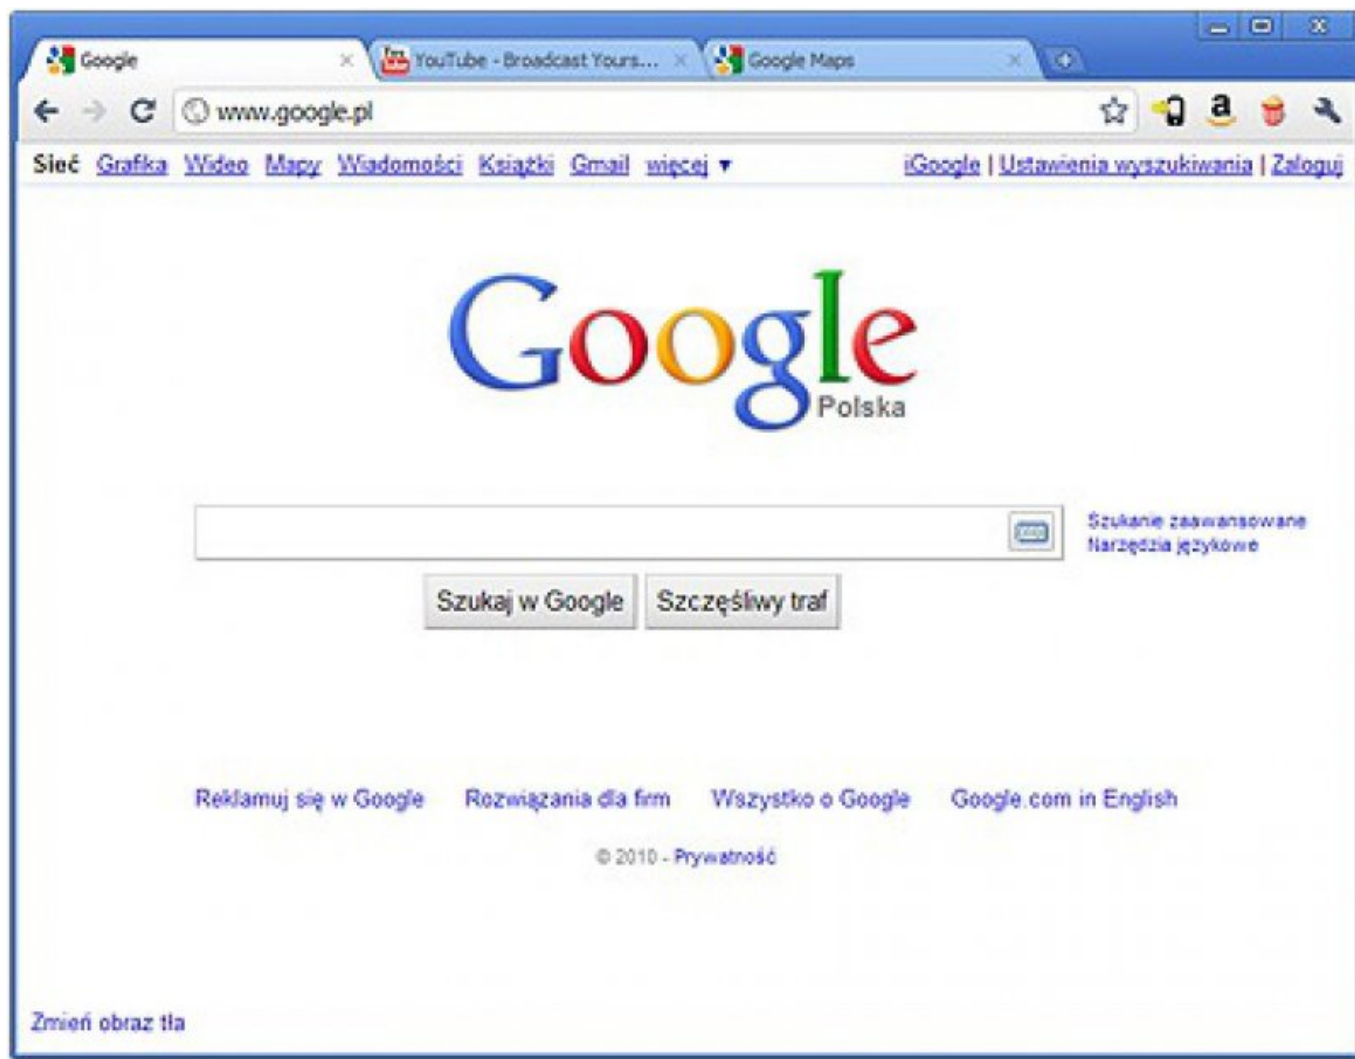 Google YouTube - Broadcast Yours... Google Maps
www.google.pl
Sieć Grafika Wideo Mapy Wiadomości Książki Gmail więcej ▼ iGoogle | Ustawienia wyszukiwania | Zaloguj
Google
Polska
Szukanie zaawansowane
Narzędzia językowe
Szukaj w Google Szczęśliwy traf
Reklamuj się w Google Rozwiązania dla firm Wszystko o Google Google.com in English
© 2010 - Prywatność
Zmień obraz tła